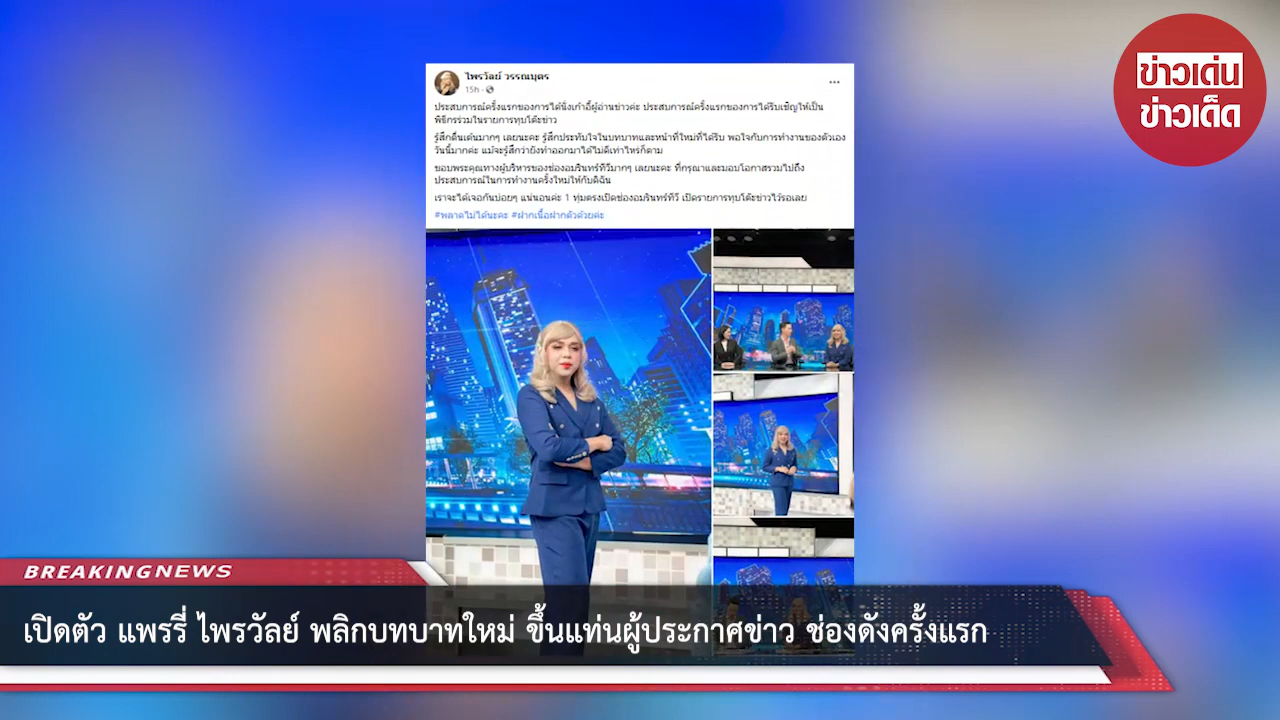 ไพรวัลย์ วรรณบุตร
15h
ประสบการณ์ครั้งแรกของการได้นั่งเก้าอี้ผู้อ่านข่าวค่ะ ประสบการณ์ครั้งแรกของการได้รับเชิญให้เป็น
พิธีกรร่วมในรายการทุบโต๊ะข่าว
รู้สึกตื่นเต้นมากๆ เลยนะคะ รู้สึกประทับใจในบทบาทและหน้าที่ใหม่ที่ได้รับ พอใจกับการทำงานของตัวเอง
วันนี้มากค่ะ แม้จะรู้สึกว่ายังทำออกมาได้ไม่ดีเท่าไหร่ก็ตาม
ขอบพระคุณทางผู้บริหารของช่องอมรินทร์ทีวีมากๆ เลยนะคะ ที่กรุณาและมอบโอกาสรวมไปถึง
ประสบการณ์ในการทำงานครั้งใหม่ให้กับดิฉัน
เราจะได้เจอกันบ่อยๆ แน่นอนค่ะ 1 ทุ่มตรงเปิดช่องอมรินทร์ทีวี เปิดรายการทุบโต๊ะข่าวไว้รอเลย
#พลาดไม่ได้นะคะ #ฝากเนื้อฝากตัวด้วยค่ะ
ข่าวเด่น
ข่าวเด็ด
BREAKINGNEWS
เปิดตัว แพรรี่ ไพรวัลย์ พลิกบทบาทใหม่ ขึ้นแท่นผู้ประกาศข่าว ช่องดังครั้งแรก